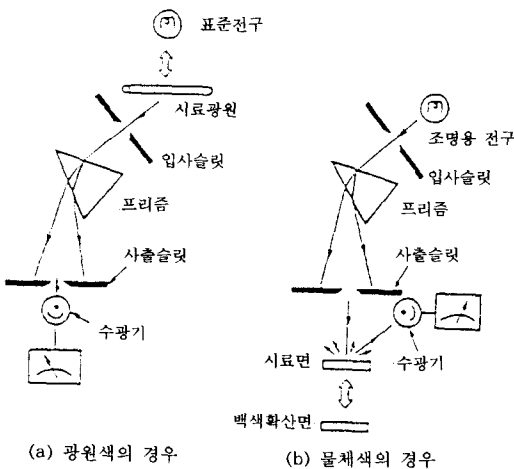 표준전구
시료광원
입사슬릿
프리즘
사출슬릿
수광기
(a) 광원색의 경우
조명용 전구
입사슬릿
프리즘
사출슬릿
수광기
시료면
백색확산면
(b) 물체색의 경우